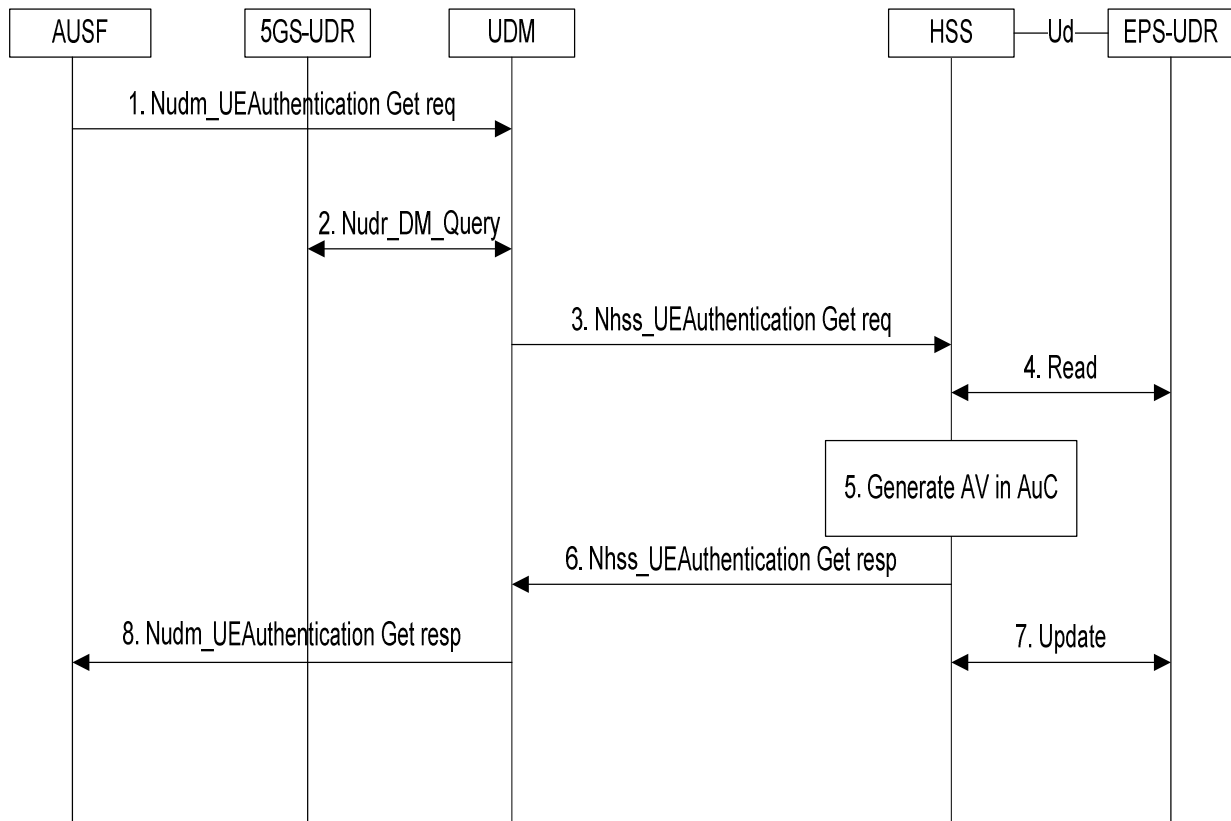 AUSF
5GS-UDR
UDM
HSS
Ud
EPS-UDR
1. Nudm_UEAuthentication Get req
2. Nudr_DM_Query
3. Nhss_UEAuthentication Get req
4. Read
5. Generate AV in AuC
6. Nhss_UEAuthentication Get resp
8. Nudm_UEAuthentication Get resp
7. Update